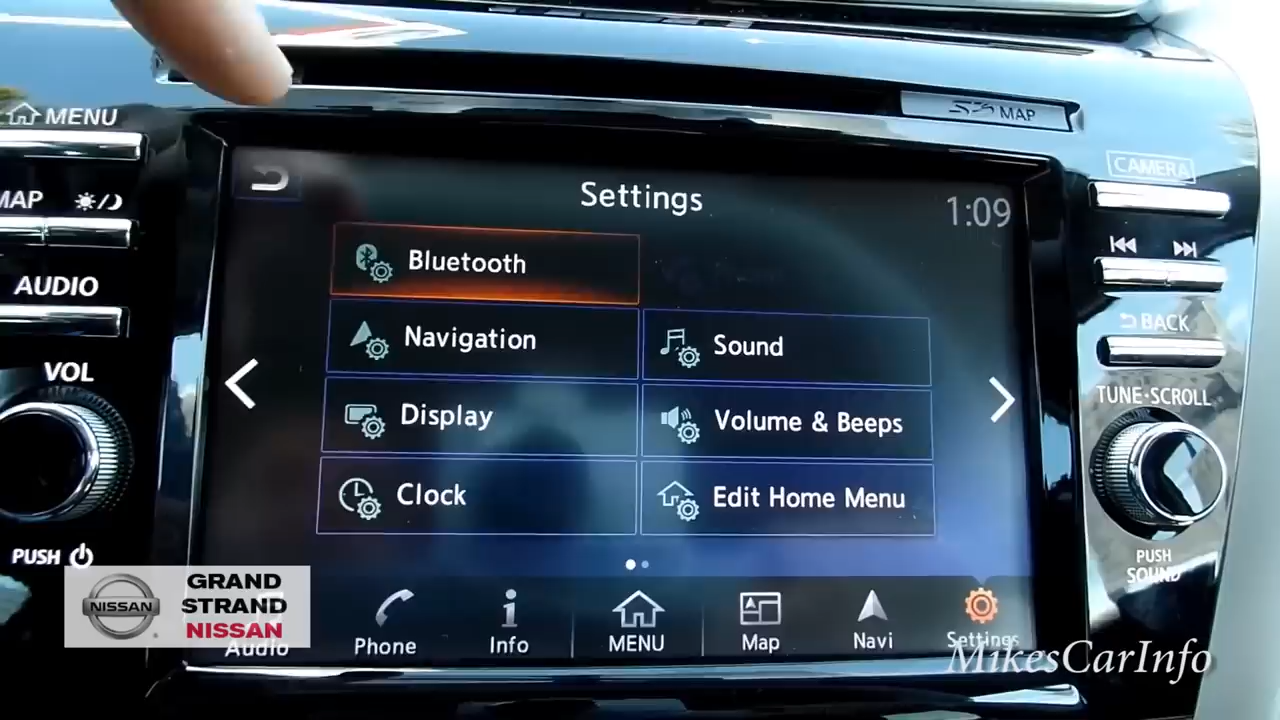 MENU
MAP
MAP
AUDIO
VOL
PUSH
Settings
1:09
Bluetooth
Navigation
Sound
Display
Volume & Beeps
Clock
Edit Home Menu
Audio
Phone
Info
MENU
Map
Navi
Settings
CAMERA
BACK
TUNE·SCROLL
PUSH
SOUND
NISSAN
GRAND
STRAND
NISSAN
MikesCarInfo